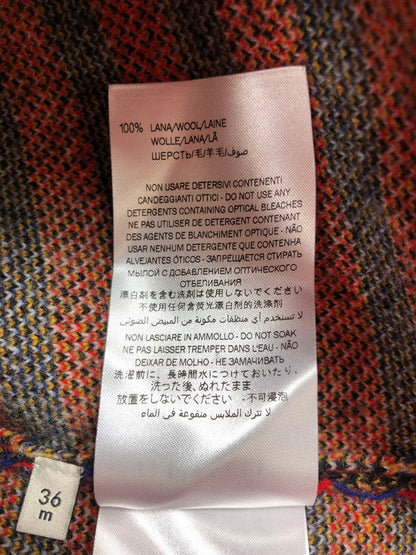 100% LANA/WOOL/LAINE
WOLLE/LANA/LÃ
ШЕРСТЬ/毛/羊毛/صوف
NON USARE DETERSIVI CONTENENTI
CANDEGGIANTI OTTICI - DO NOT USE ANY
DETERGENTS CONTAINING OPTICAL BLEACHES
NE PAS UTILISER DE DETERGENT CONTENANT
DES AGENTS DE BLANCHIMENT OPTIQUE - NÃO
USAR NENHUM DETERGENTE QUE CONTENHA
ALVEJANTES ÓTICOS - ЗАПРЕЩАЕТСЯ СТИРАТЬ
МЫЛОЙ С ДОБАВЛЕНИЕМ ОПТИЧЕСКОГО
ОТБЕЛИВАНИЯ
漂白剤を含む洗剤は使用しないでください
不使用任何含荧光漂白剂的洗涤剂
لا تستخدم أي منظفات مكونة من المبيض الضوئي
NON LASCIARE IN AMMOLLO - DO NOT SOAK
NE PAS LAISSER TREMPER DANS L'EAU - NÃO
DEIXAR DE MOLHO - НЕ ЗАМАЧИВАТЬ
洗濯前に、長時間水につけておいたり、
洗った後、ぬれたまま
放置をしないでください - 不可浸泡
لا تترك الملابس منقوعة في الماء
36
m